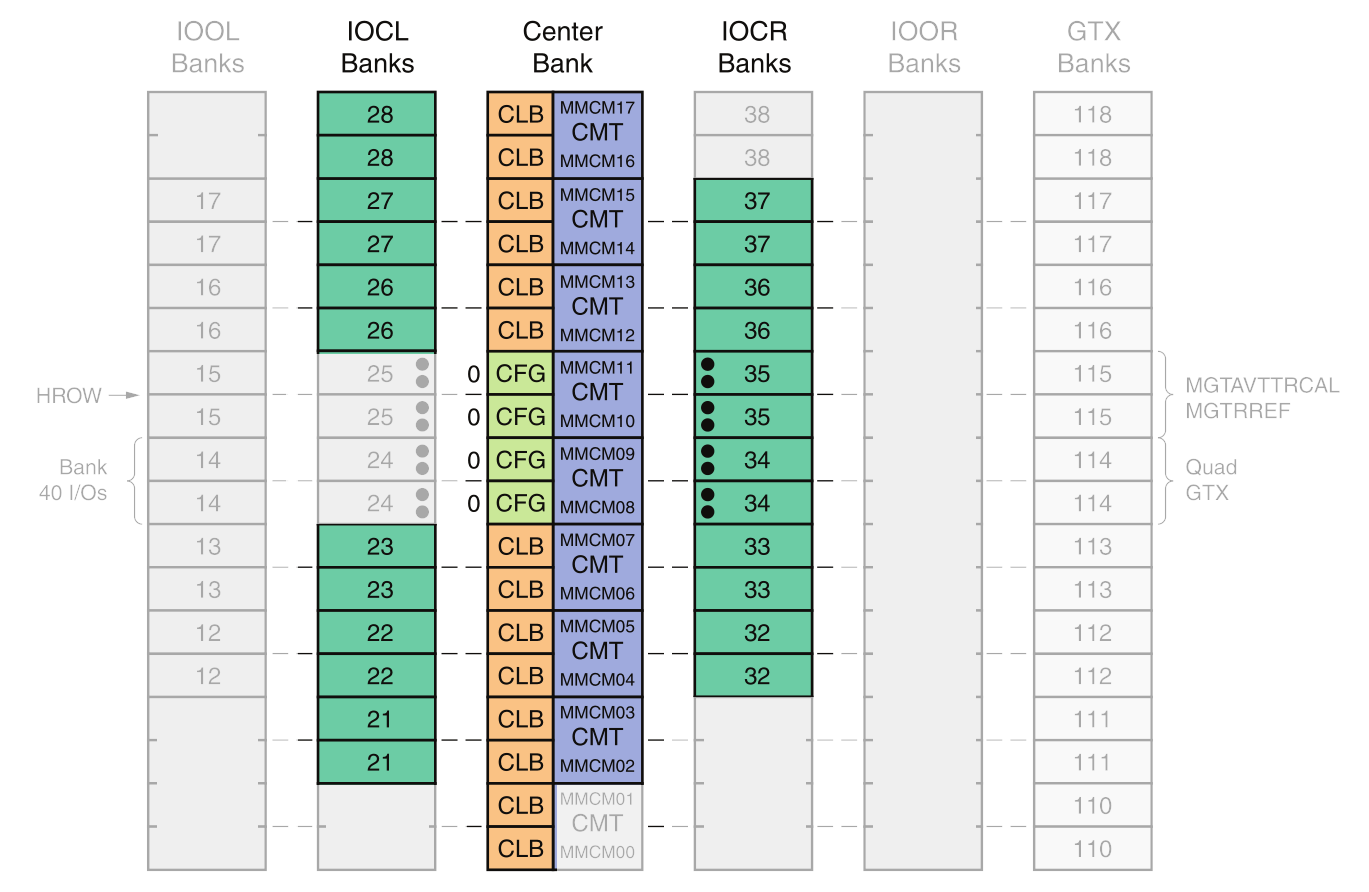 IOOL Banks
IOCL Banks
Center Bank
IOCR Banks
IOOR Banks
GTX Banks
28 CLB MMCM17 38 118
CMT
28 CLB MMCM16 38 118
17 27 CLB MMCM15 37 117
CMT
17 27 CLB MMCM14 37 117
16 26 CLB MMCM13 36 116
CMT
16 26 CLB MMCM12 36 116
15 25 0 CFG MMCM11 35 115
HROW CMT MGTAVTTRCAL
MGTRREF
15 25 0 CFG MMCM10 35 115
14 24 0 CFG MMCM09 34 114
Bank CMT Quad
40 I/Os GTX
14 24 0 CFG MMCM08 34 114
13 23 CLB MMCM07 33 113
CMT
13 23 CLB MMCM06 33 113
12 22 CLB MMCM05 32 112
CMT
12 22 CLB MMCM04 32 112
21 CLB MMCM03 111
CMT
21 CLB MMCM02 111
CLB MMCM01 110
CMT
CLB MMCM00 110